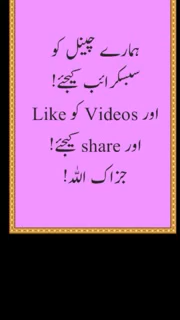 ہمارے چینل کو
سبسکرائب کیجئے!
اور Videos کو Like
اور share کیجئے!
جزاک اللہ!